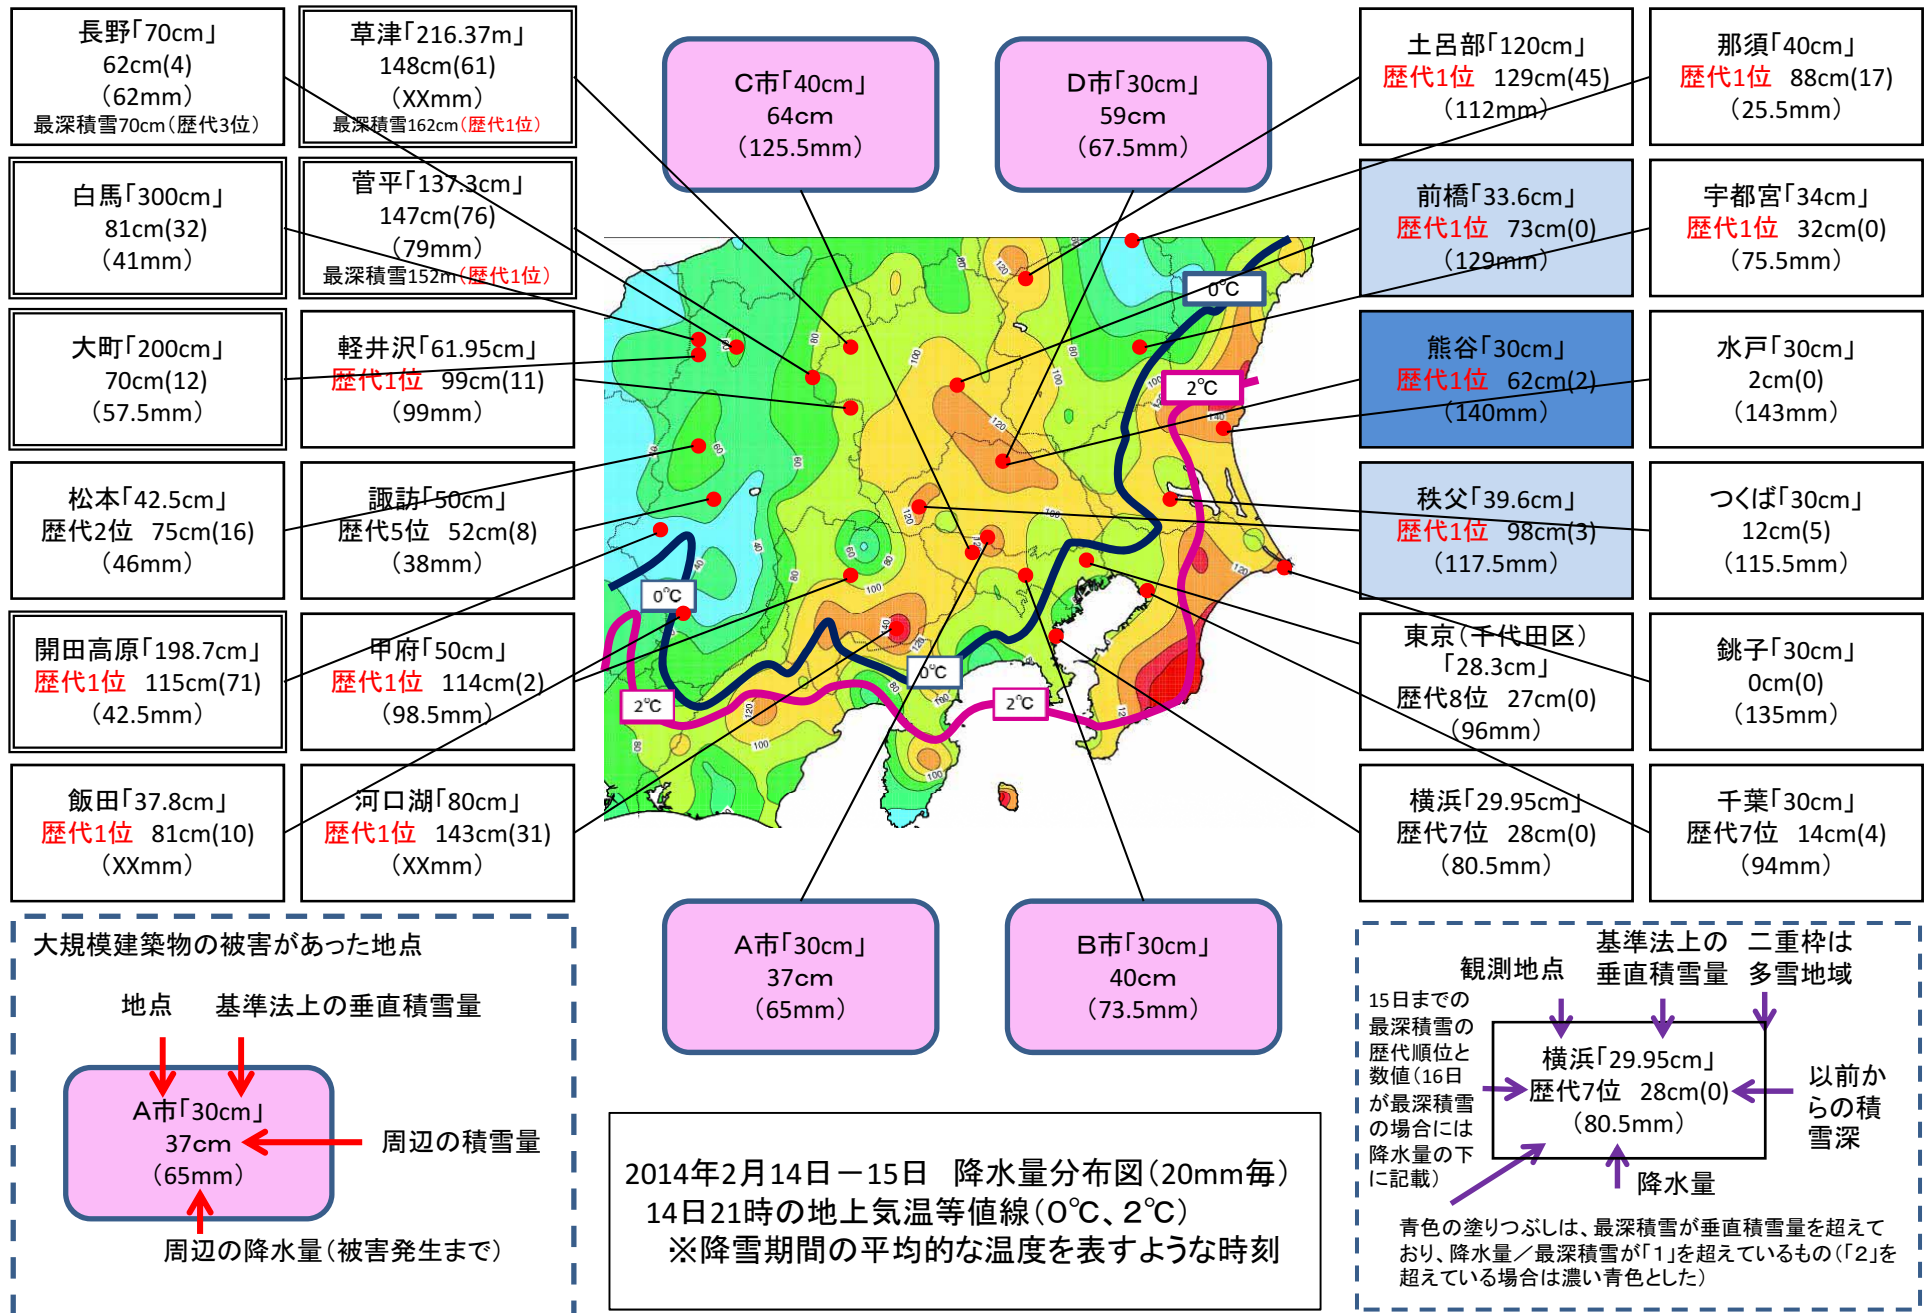 長野「70cm」
62cm(4)
（62mm）
最深積雪70cm（歴代3位）
草津「216.37m」
148cm(61)
（XXmm）
最深積雪162cm（歴代1位）
白馬「300cm」
81cm(32)
（41mm）
菅平「137.3cm」
147cm(76)
（79mm）
最深積雪152m（歴代1位）
大町「200cm」
70cm(12)
（57.5mm）
軽井沢「61.95cm」
歴代1位 99cm(11)
（99mm）
松本「42.5cm」
歴代2位 75cm(16)
（46mm）
諏訪「50cm」
歴代5位 52cm(8)
（38mm）
開田高原「198.7cm」
歴代1位 115cm(71)
（42.5mm）
甲府「50cm」
歴代1位 114cm(2)
（98.5mm）
飯田「37.8cm」
歴代1位 81cm(10)
（XXmm）
河口湖「80cm」
歴代1位 143cm(31)
（XXmm）
C市「40cm」
64cm
（125.5mm）
D市「30cm」
59cm
（67.5mm）
0℃
2℃
0℃
2℃
0℃
2℃
A市「30cm」
37cm
（65mm）
B市「30cm」
40cm
（73.5mm）
土呂部「120cm」
歴代1位 129cm(45)
（112mm）
那須「40cm」
歴代1位 88cm(17)
（25.5mm）
前橋「33.6cm」
歴代1位 73cm(0)
（129mm）
宇都宮「34cm」
歴代1位 32cm(0)
（75.5mm）
熊谷「30cm」
歴代1位 62cm(2)
（140mm）
水戸「30cm」
2cm(0)
（143mm）
秩父「39.6cm」
歴代1位 98cm(3)
（117.5mm）
つくば「30cm」
12cm(5)
（115.5mm）
東京（千代田区）
「28.3cm」
歴代8位 27cm(0)
（96mm）
銚子「30cm」
0cm(0)
（135mm）
横浜「29.95cm」
歴代7位 28cm(0)
（80.5mm）
千葉「30cm」
歴代7位 14cm(4)
（94mm）
大規模建築物の被害があった地点
地点 基準法上の垂直積雪量
A市「30cm」
37cm
（65mm）
周辺の積雪量
周辺の降水量（被害発生まで）
2014年2月14日－15日 降水量分布図（20mm毎）
14日21時の地上気温等値線（0℃、2℃）
※降雪期間の平均的な温度を表すような時刻
観測地点
基準法上の
垂直積雪量
二重枠は
多雪地域
15日までの
最深積雪の
歴代順位と
数値（16日
が最深積雪
の場合には
降水量の下
に記載）
横浜「29.95cm」
歴代7位 28cm(0)
（80.5mm）
以前か
らの積
雪深
降水量
青色の塗りつぶしは、最深積雪が垂直積雪量を超えて
おり、降水量／最深積雪が「1」を超えているもの（「2」を
超えている場合は濃い青色とした）